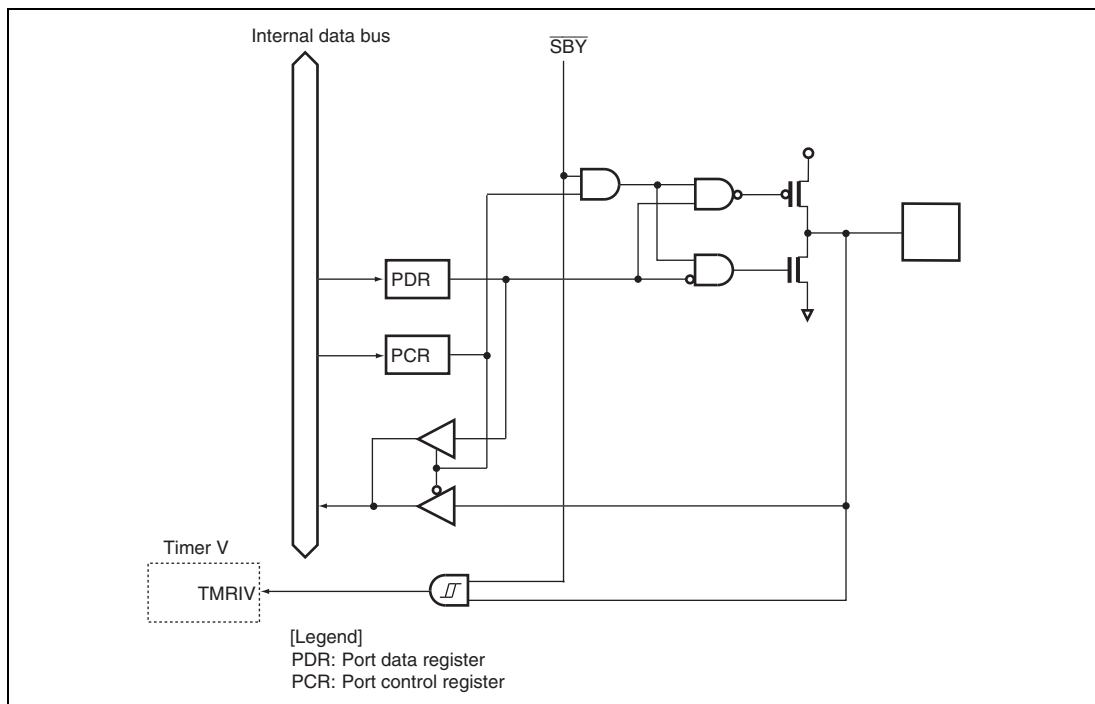 Internal data bus
SBY
PDR
PCR
Timer V
TMRIV
[Legend]
PDR: Port data register
PCR: Port control register